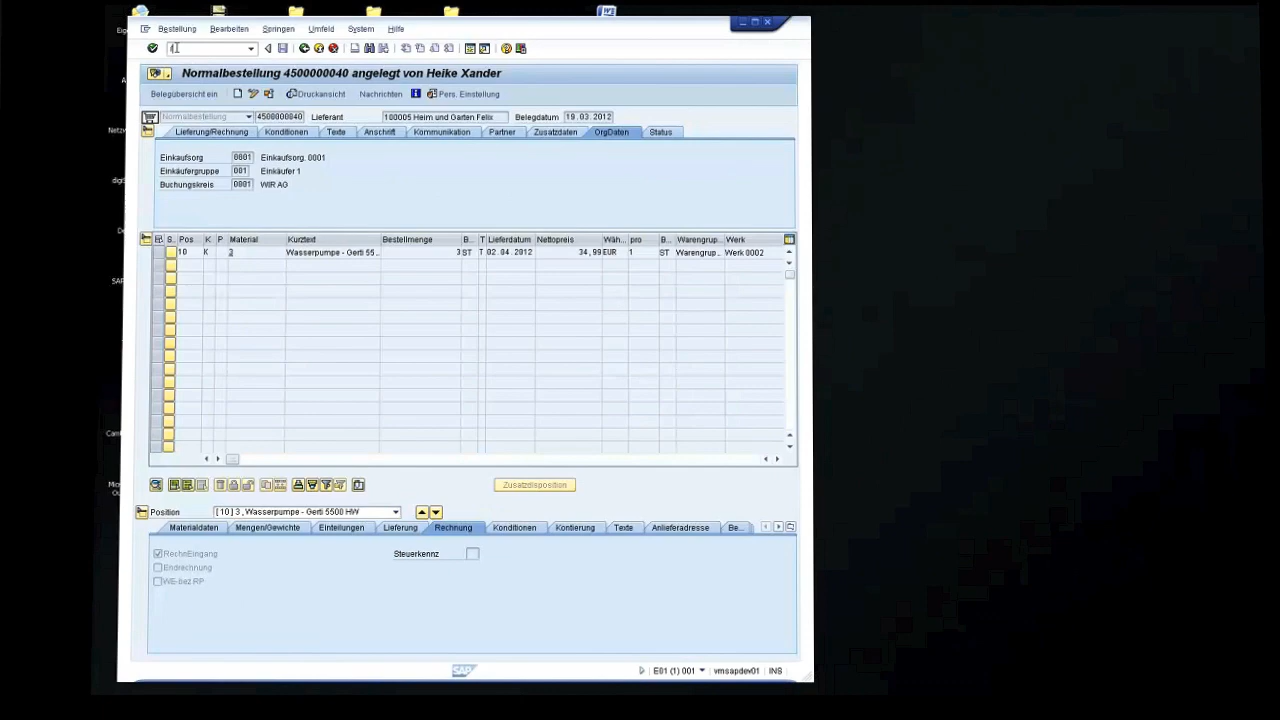 Bestellung Bearbeiten Springen Umfeld System Hilfe
Normalbestellung 4500000040 angelegt von Heike Xander
Belegübersicht ein Druckansicht Nachrichten Pers. Einstellung
Normalbestellung 4500000040 Lieferant 100005 Heim und Garten Felix Belegdatum 19.03.2012
Lieferung/Rechnung Konditionen Texte Anschrift Kommunikation Partner Zusatzdaten OrgDaten Status
Einkaufsorg 0001 Einkaufsorg. 0001
Einkäufergruppe 001 Einkäufer 1
Buchungskreis 0001 WIR AG
S.. Pos K P Material Kurztext Bestellmenge B.. T Lieferdatum Nettopreis Wäh... pro B.. Warengrup.. Werk
10 K 3 Wasserpumpe - Gerti 55.. 3 ST T 02.04.2012 34,99 EUR 1 ST Warengrup.. Werk 0002
Zusatzdisposition
Position [ 10 ] 3 , Wasserpumpe - Gerti 5500 HW
Materialdaten Mengen/Gewichte Einteilungen Lieferung Rechnung Konditionen Kontierung Texte Anlieferadresse Be...
RechnEingang Steuerkennz
Endrechnung
WE-bez.RP
SAP E01 (1) 001 vmsapdev01 INS